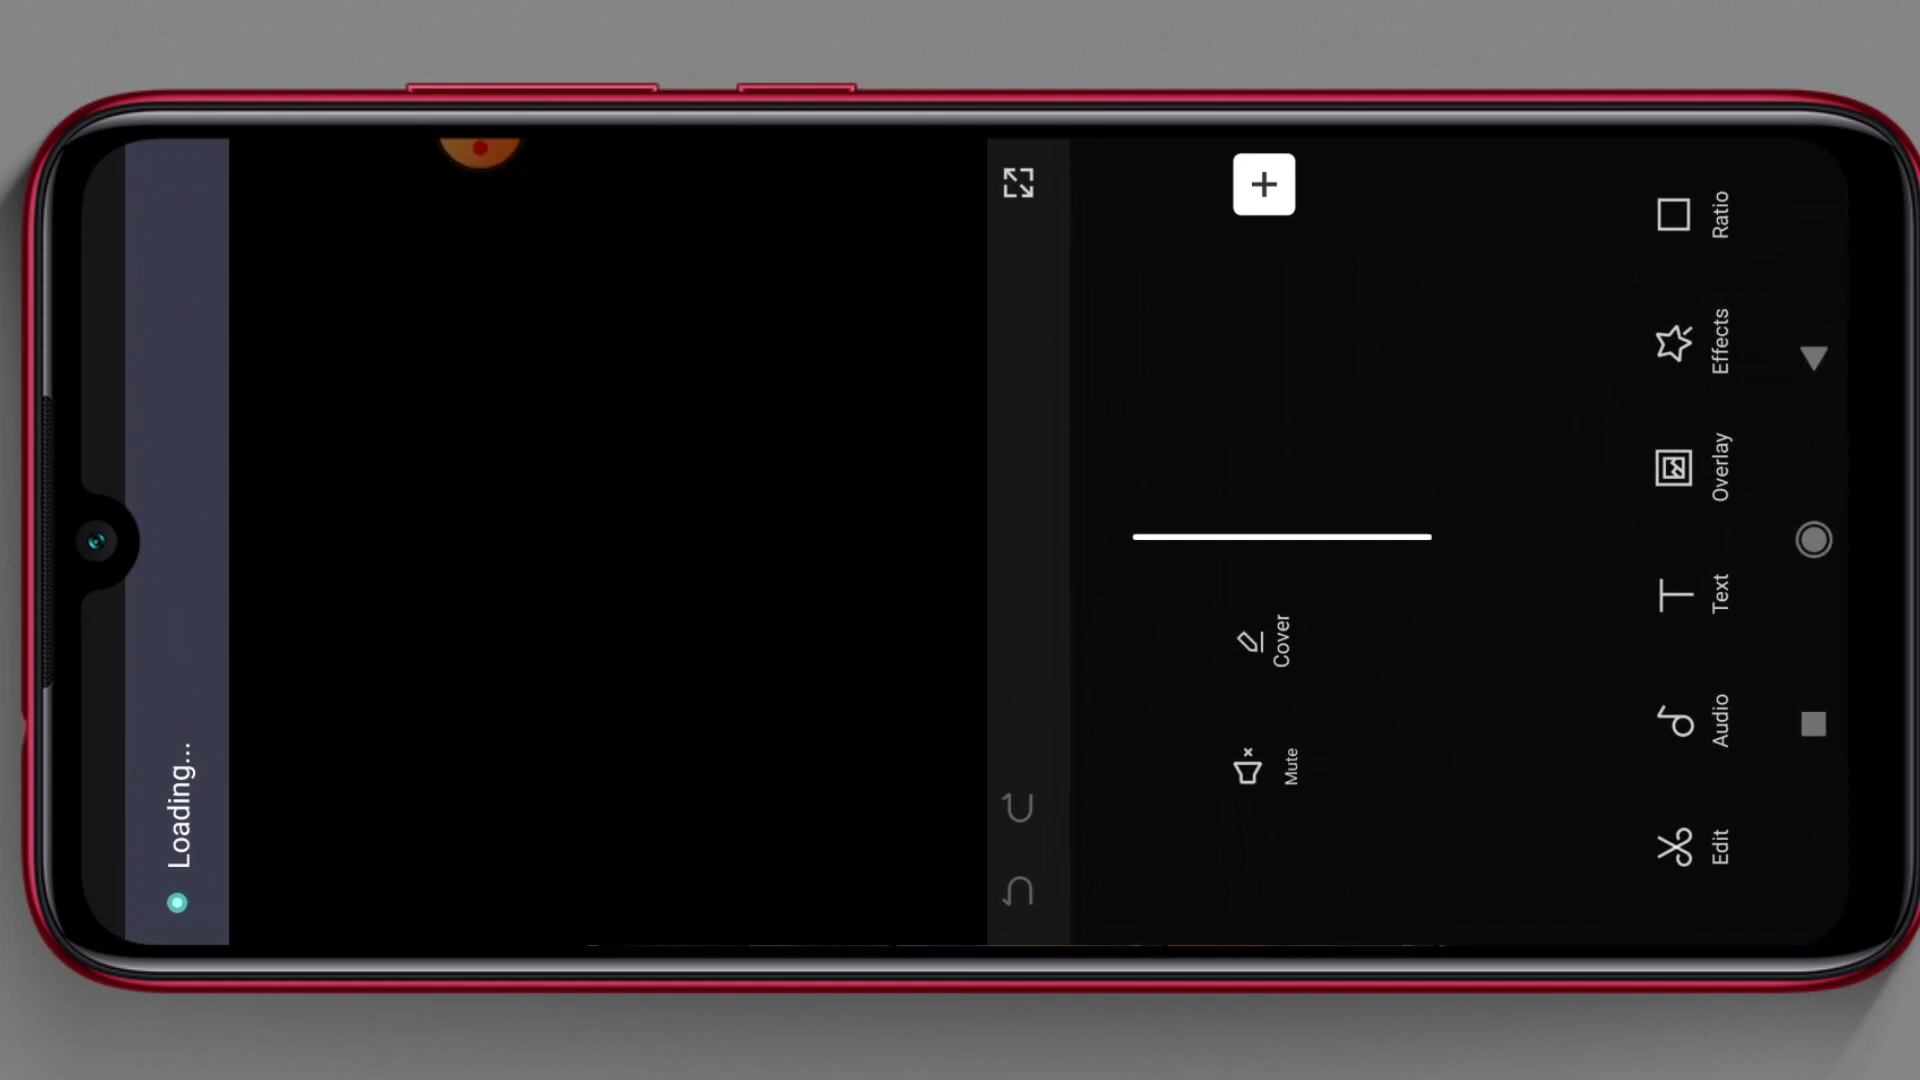 Loading...
Cover
Mute
Edit
Audio
Text
Overlay
Effects
Ratio